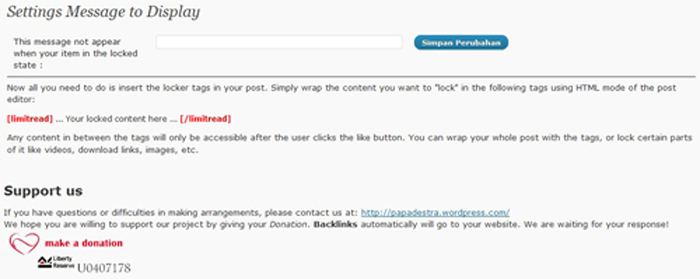 Settings Message to Display
This message not appear
when your item in the locked
state :
Simpan Perubahan
Now all you need to do is insert the locker tags in your post. Simply wrap the content you want to "lock" in the following tags using HTML mode of the post
editor:
[limitread] ... Your locked content here ... [/limitread]
Any content in between the tags will only be accessible after the user clicks the like button. You can wrap your whole post with the tags, or lock certain parts
of it like videos, download links, images, etc.
Support us
If you have questions or difficulties in making arrangements, please contact us at: http://papadestra.wordpress.com/
We hope you are willing to support our project by giving your Donation. Backlinks automatically will go to your website. We are waiting for your response!
make a donation
Liberty
Reserve U0407178